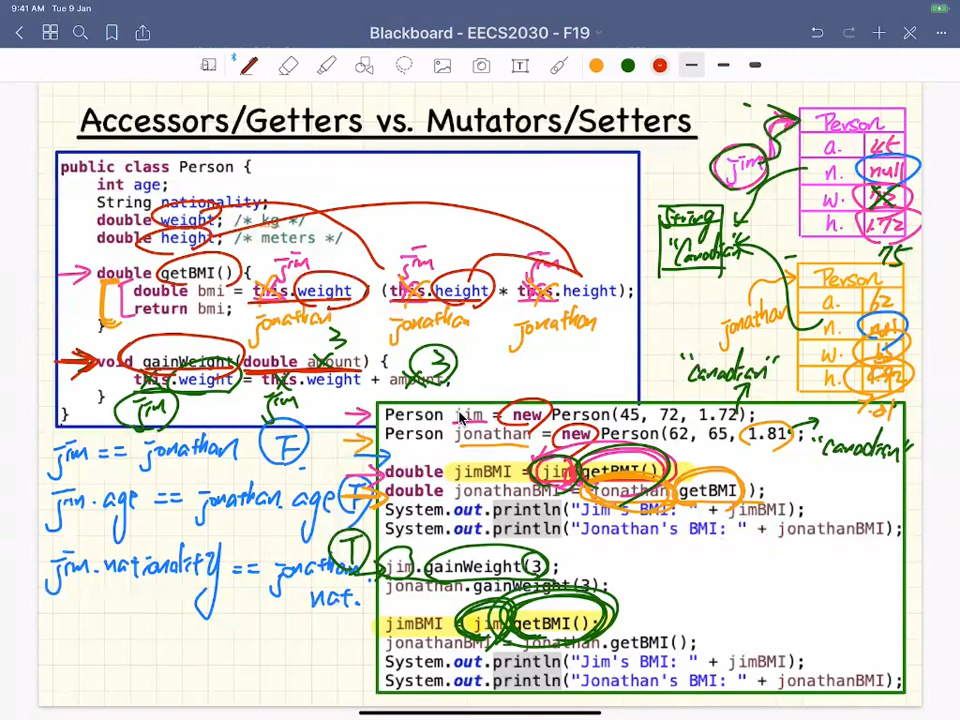 9:41 AM Tue 9 Jan
Blackboard - EECS2030 - F19
Accessors/Getters vs. Mutators/Setters
public class Person {
int age;
String nationality;
double weight; /* kg */
double height; /* meters */
double getBMI() {
double bmi = this.weight / (this.height * this.height);
jim jim jim
jonathan jonathan jonathan
return bmi;
}
3
void gainWeight(double amount) {
this.weight = this.weight + amount;
3
jim jim
}
}
jim
Person
a. 45
n. null
w. 72
h. 1.72
75
String
"Canadian"
jonathan
Person
a. 62
n. null
w. 65
h.
"Canadian"
Person jim = new Person(45, 72, 1.72);
Person jonathan = new Person(62, 65, 1.81);
"Canadian"
double jimBMI = jim.getBMI();
double jonathanBMI = jonathan.getBMI();
System.out.println("Jim's BMI: " + jimBMI);
System.out.println("Jonathan's BMI: " + jonathanBMI);
jim.gainWeight(3);
jonathan.gainWeight(3);
jimBMI = jim.getBMI();
jonathanBMI = jonathan.getBMI();
System.out.println("Jim's BMI: " + jimBMI);
System.out.println("Jonathan's BMI: " + jonathanBMI);
jim == jonathan F
jim.age == jonathan.age T
T
jim.nationality == jonathan.
nat.